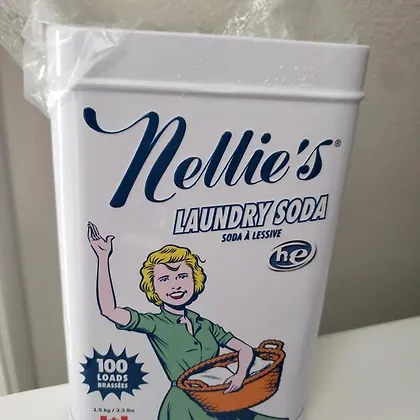 Nellie's®
LAUNDRY SODA
SODA À LESSIVE
he
100
LOADS
BRASSÉES
1.5 kg / 3.3 lbs